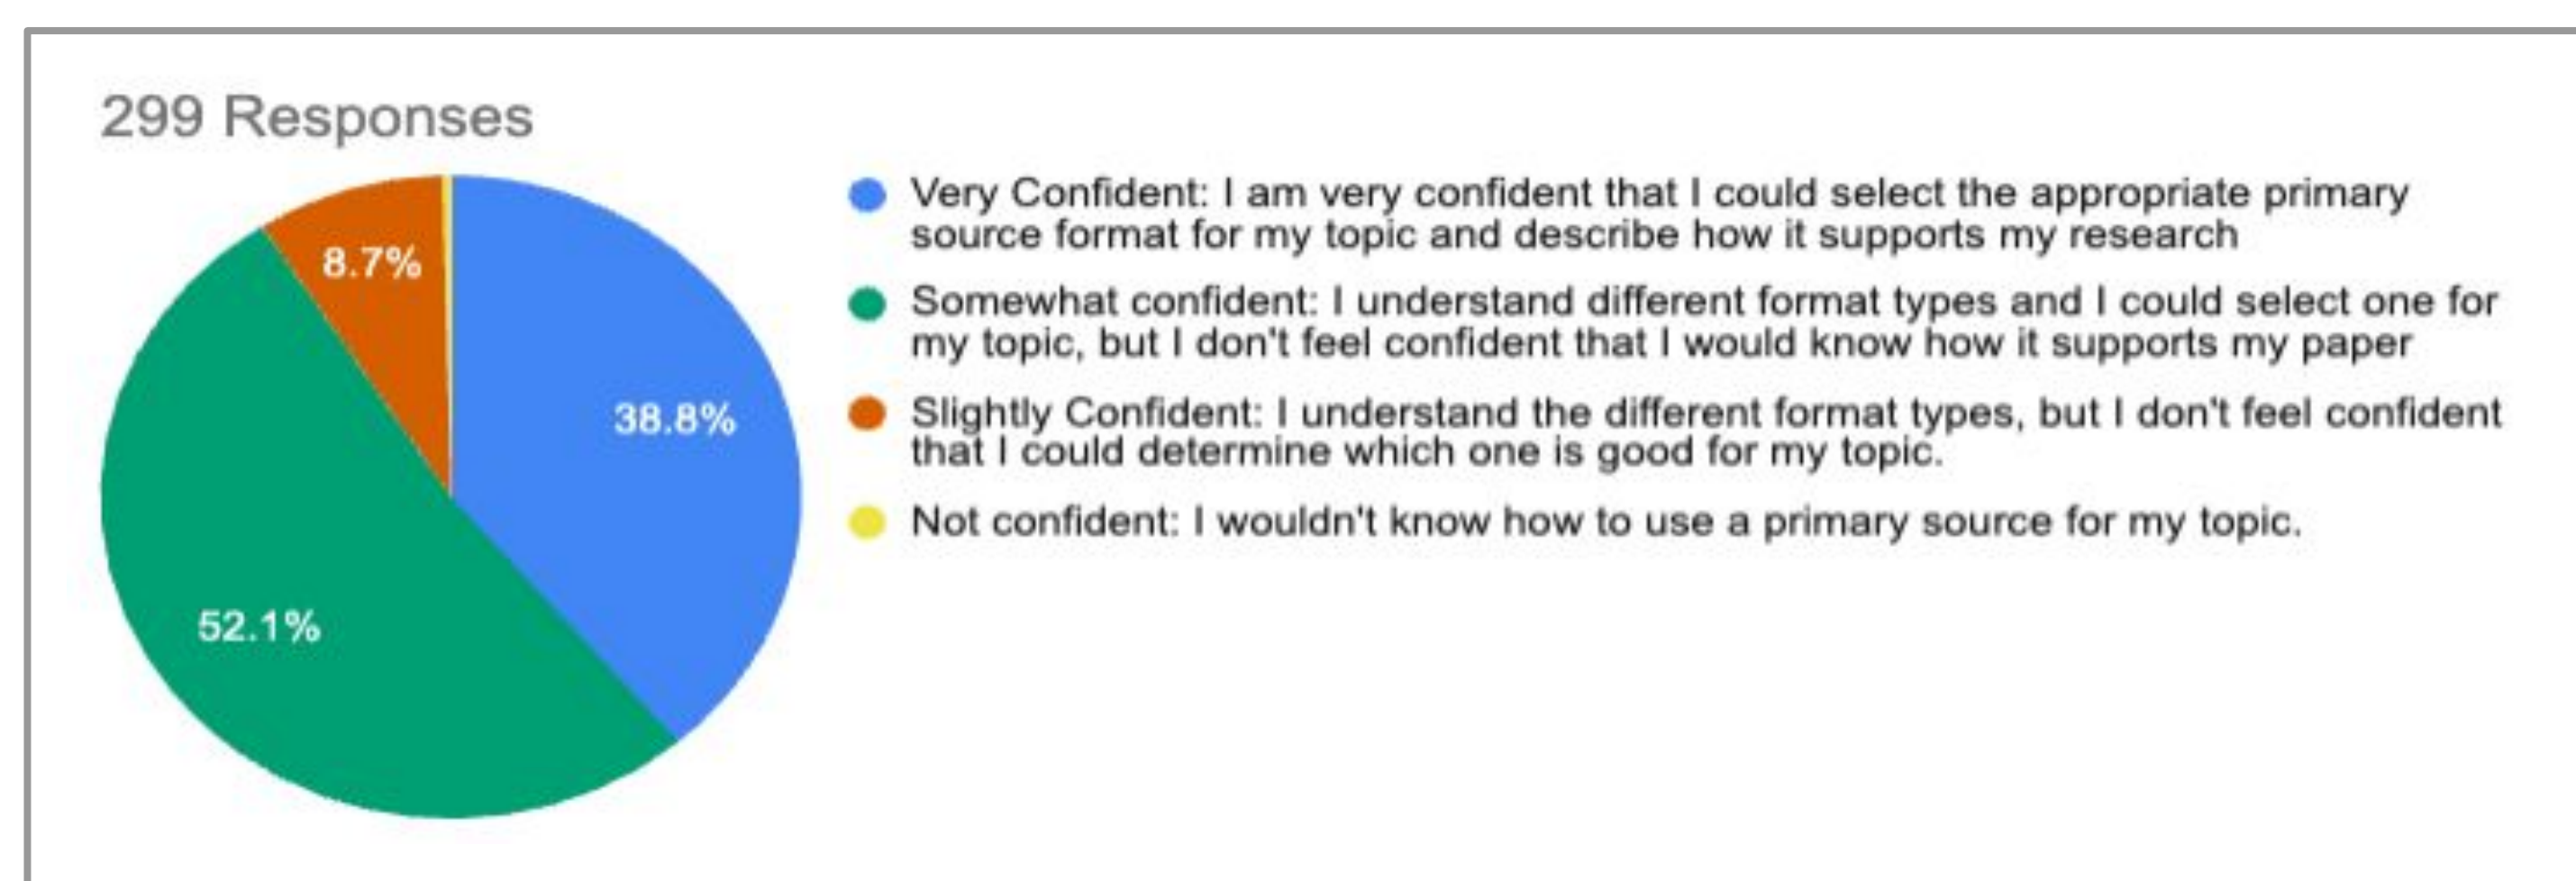 299 Responses
8.7%
38.8%
52.1%
Very Confident: I am very confident that I could select the appropriate primary
source format for my topic and describe how it supports my research
Somewhat confident: I understand different format types and I could select one for
my topic, but I don't feel confident that I would know how it supports my paper
Slightly Confident: I understand the different format types, but I don't feel confident
that I could determine which one is good for my topic.
Not confident: I wouldn't know how to use a primary source for my topic.